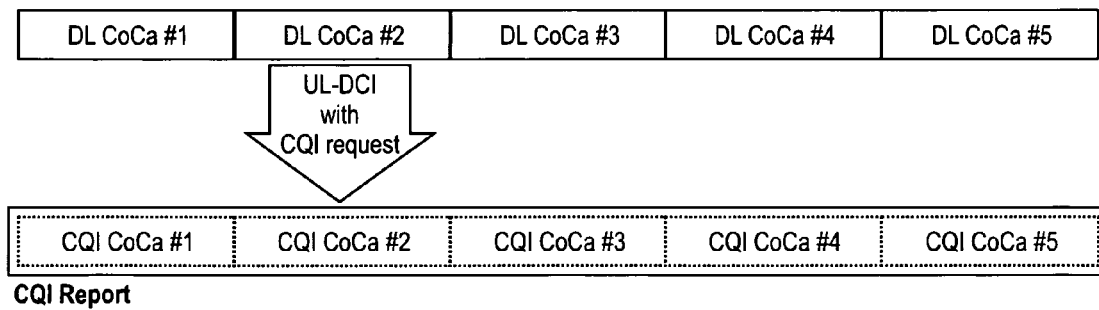 DL CoCa #1 DL CoCa #2 DL CoCa #3 DL CoCa #4 DL CoCa #5
UL-DCI
with
CQI request
CQI CoCa #1 CQI CoCa #2 CQI CoCa #3 CQI CoCa #4 CQI CoCa #5
CQI Report